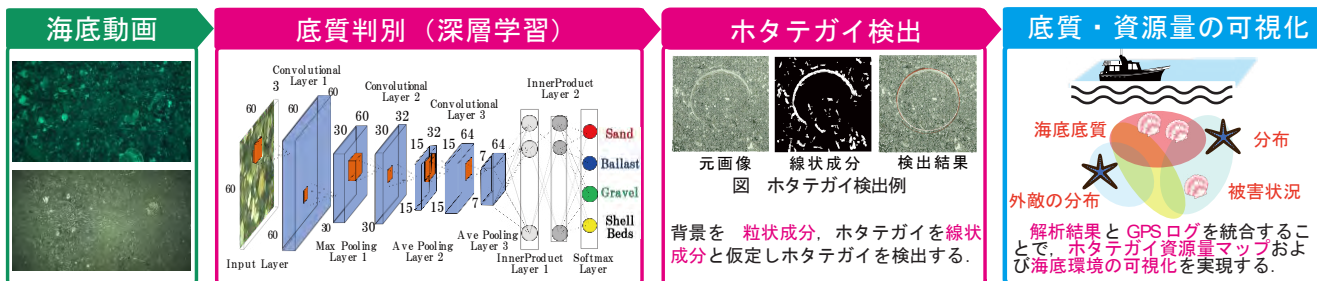 海底動画
底質判別（深層学習）
Convolutional
Layer 1
3
60
60
60
60
60
60
Input Layer
30
60
30
Max Pooling
Layer 1
Convolutional
Layer 2
30
32
30
15
32
15
Ave Pooling
Layer 2
Convolutional
Layer 3
15
64
15
7
64
7
Ave Pooling
Layer 3
InnerProduct
Layer 2
InnerProduct
Layer 1
Softmax
Layer
Sand
Ballast
Gravel
Shell
Beds
ホタテガイ検出
元画像 線状成分 検出結果
図 ホタテガイ検出例
背景を 粒状成分，ホタテガイを線状
成分と仮定しホタテガイを検出する．
底質・資源量の可視化
海底底質
分布
外敵の分布
被害状況
解析結果と GPS ログを統合するこ
とで，ホタテガイ資源量マップおよ
び海底環境の可視化を実現する．